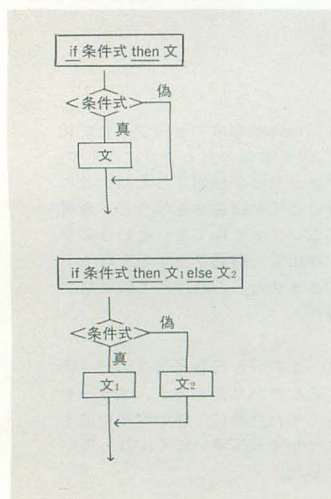 if 条件式 then 文
条件式
偽
真
文
if 条件式 then 文1 else 文2
条件式
偽
真
文1
文2